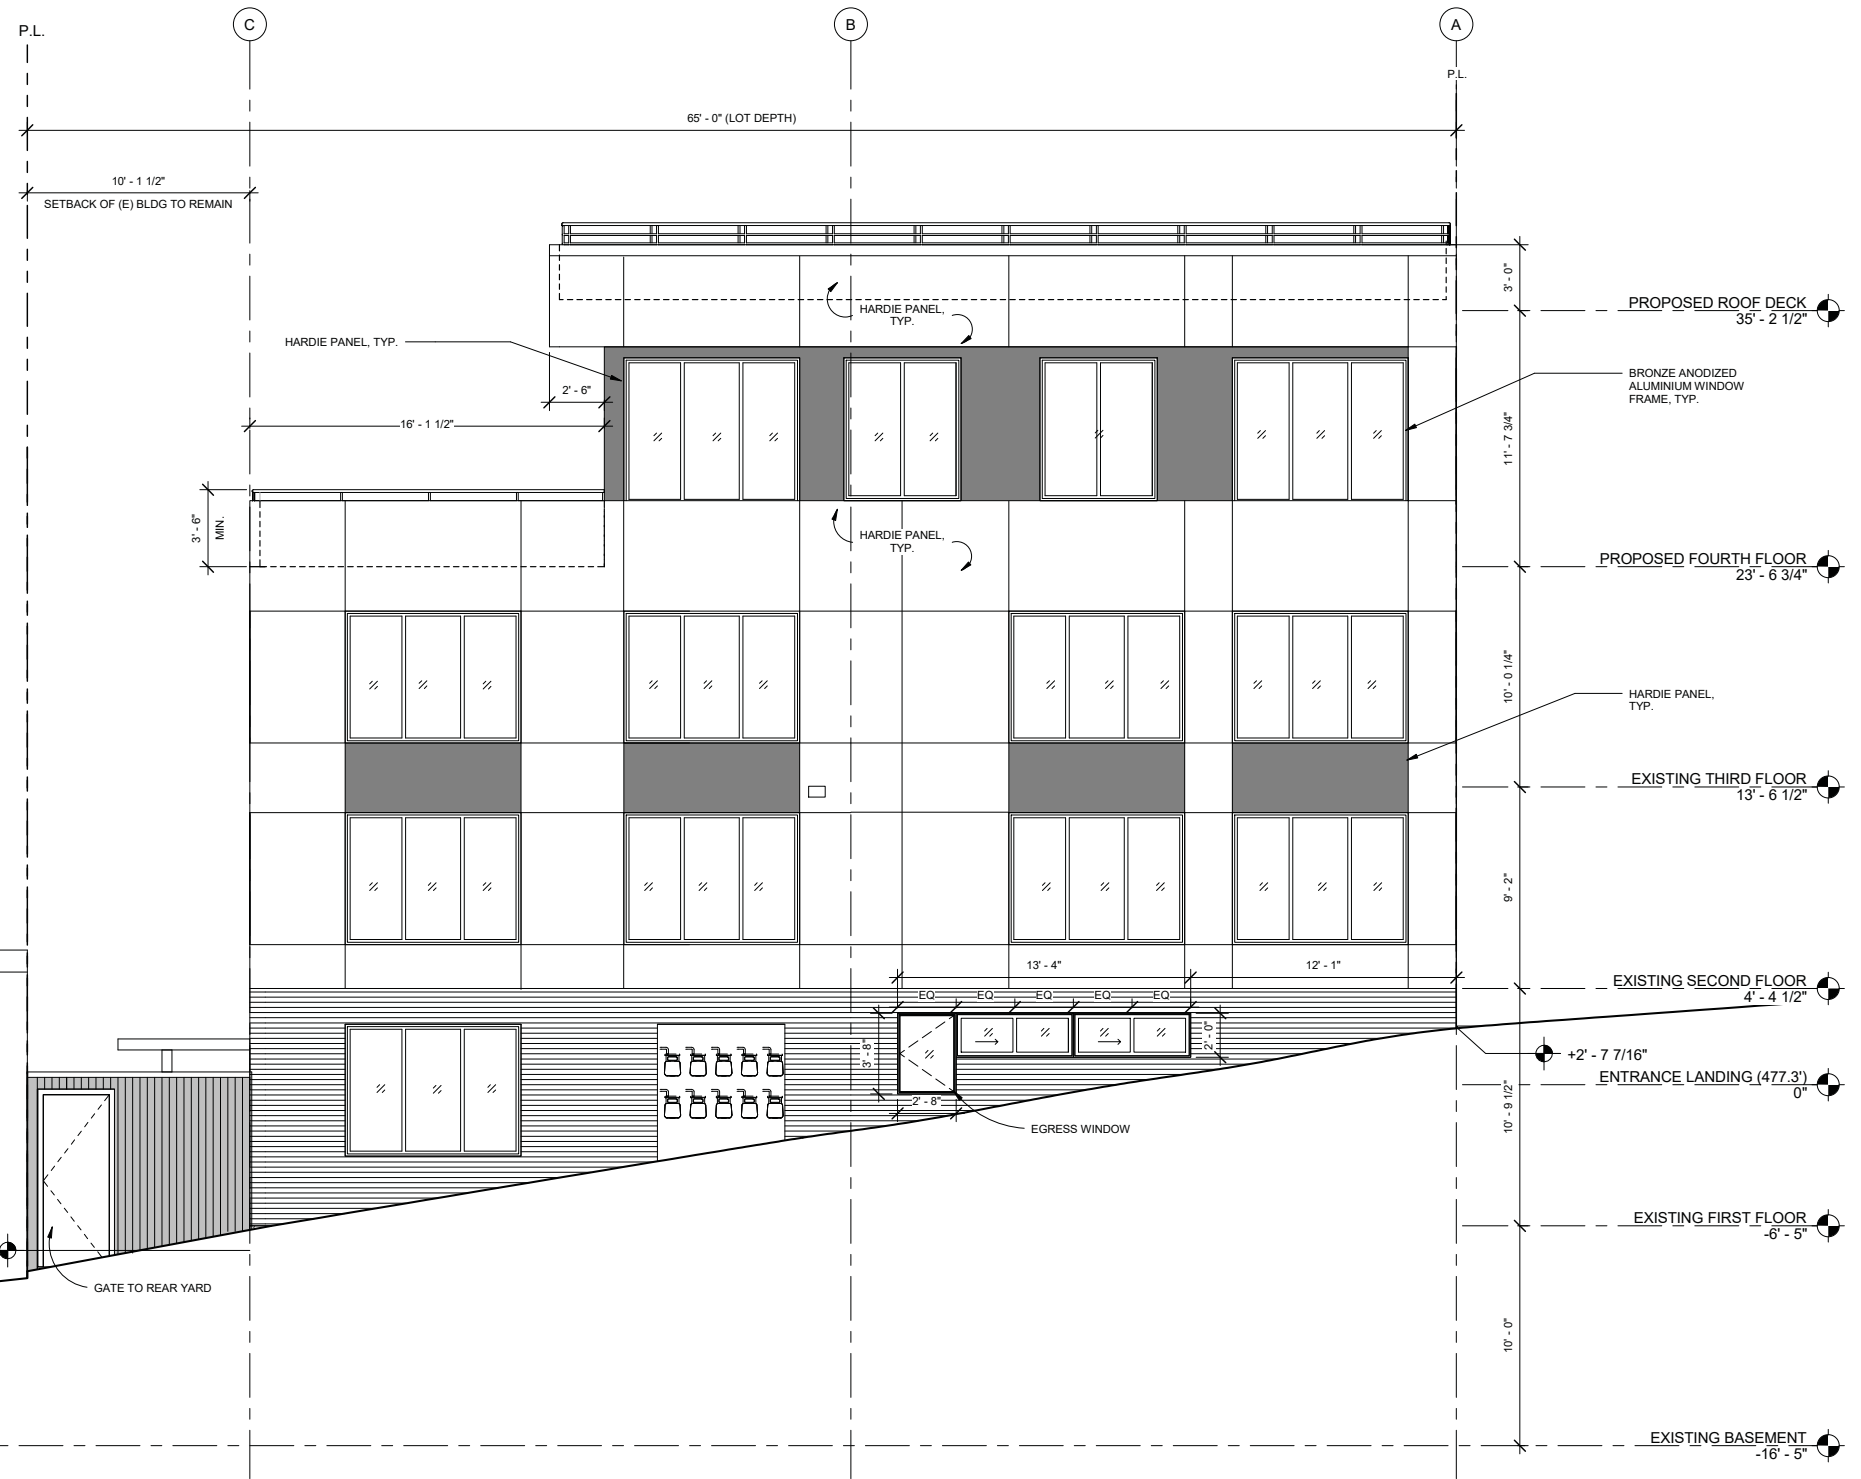 C
B
A
P.L.
P.L.
65' - 0" (LOT DEPTH)
10' - 1 1/2"
SETBACK OF (E) BLDG TO REMAIN
3' - 0"
PROPOSED ROOF DECK
35' - 2 1/2"
HARDIE PANEL,
TYP.
HARDIE PANEL, TYP.
2' - 6"
BRONZE ANODIZED
ALUMINIUM WINDOW
FRAME, TYP.
16' - 1 1/2"
11' - 7 3/4"
3' - 6"
MIN.
HARDIE PANEL,
TYP.
PROPOSED FOURTH FLOOR
23' - 6 3/4"
10' - 0 1/4"
HARDIE PANEL,
TYP.
EXISTING THIRD FLOOR
13' - 6 1/2"
9' - 2"
13' - 4"
12' - 1"
EXISTING SECOND FLOOR
4' - 4 1/2"
EQ EQ EQ EQ EQ
3' - 8"
2' - 0"
+2' - 7 7/16"
ENTRANCE LANDING (477.3')
0"
2' - 8"
10' - 9 1/2"
EGRESS WINDOW
EXISTING FIRST FLOOR
-6' - 5"
GATE TO REAR YARD
10' - 0"
EXISTING BASEMENT
-16' - 5"